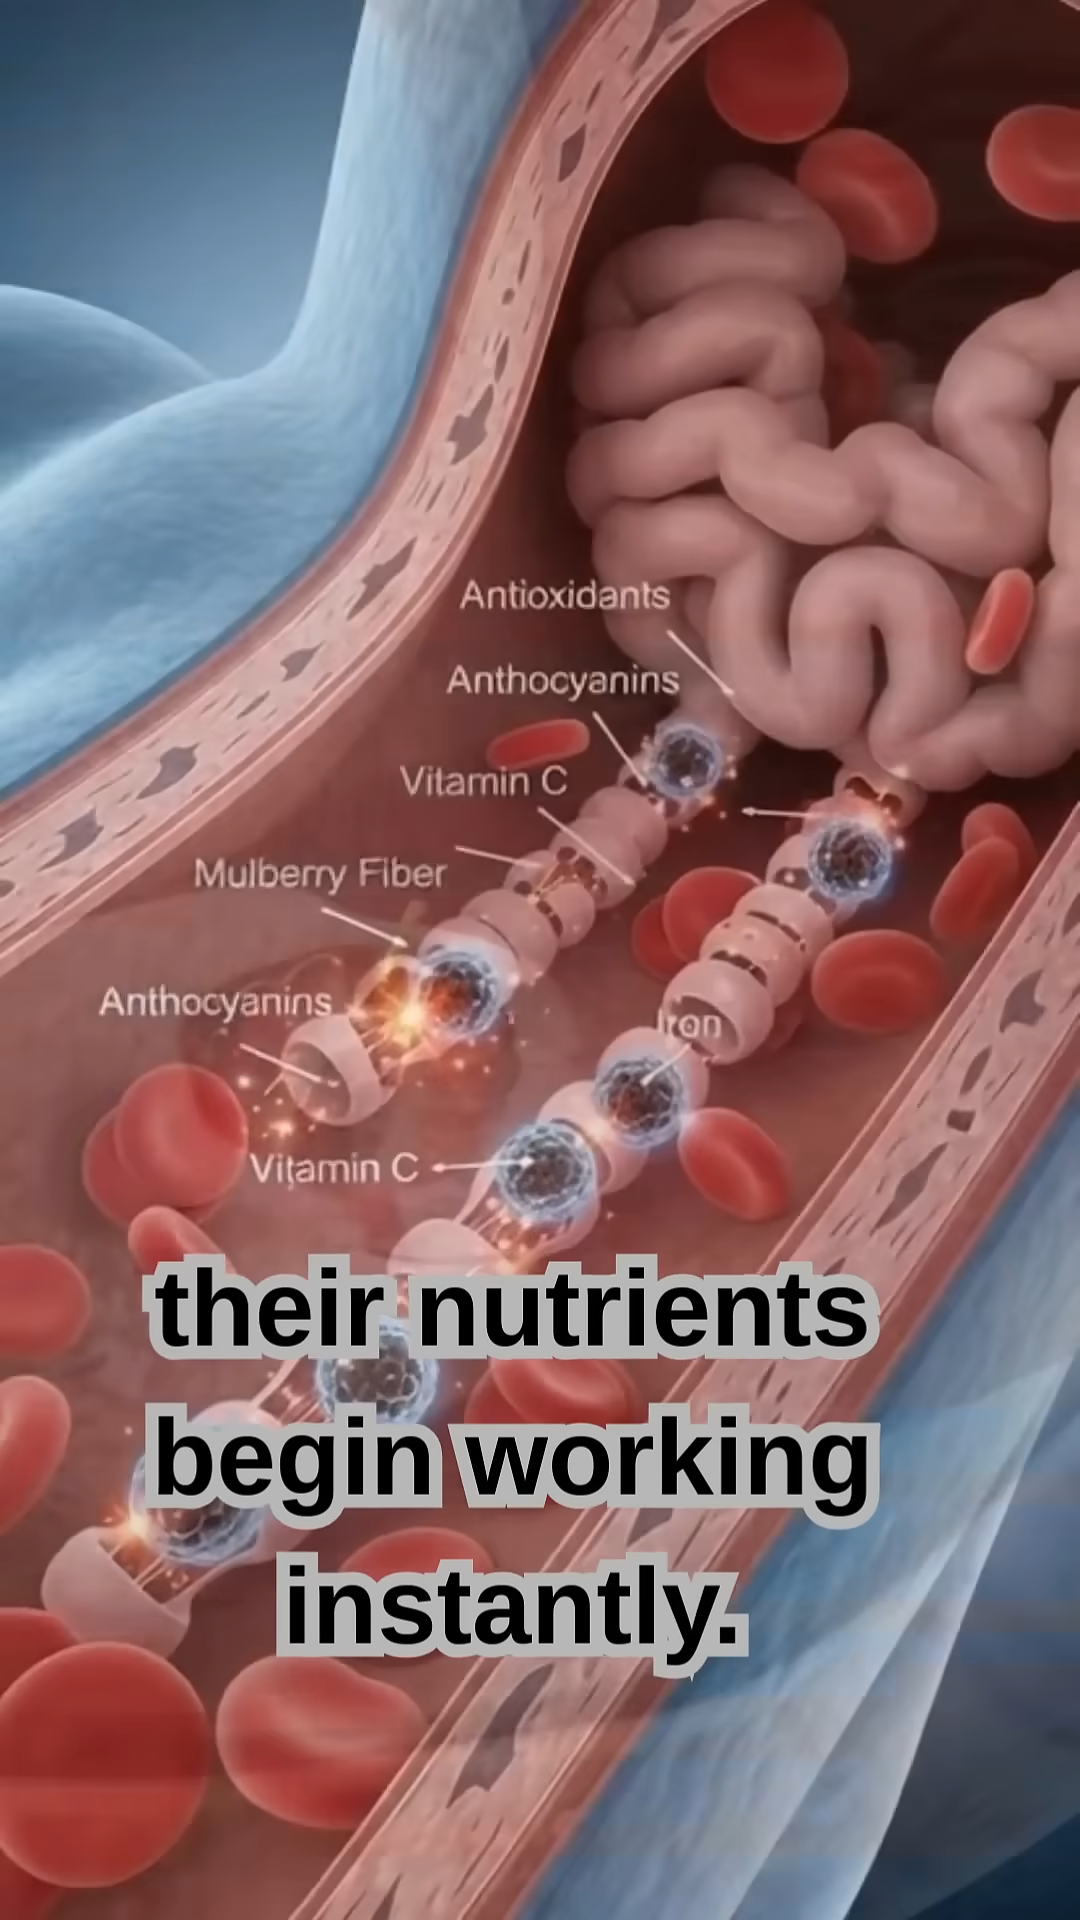 Antioxidants
Anthocyanins
Vitamin C
Mulberry Fiber
Anthocyanins
Iron
Vitamin C
their nutrients
begin working
instantly.